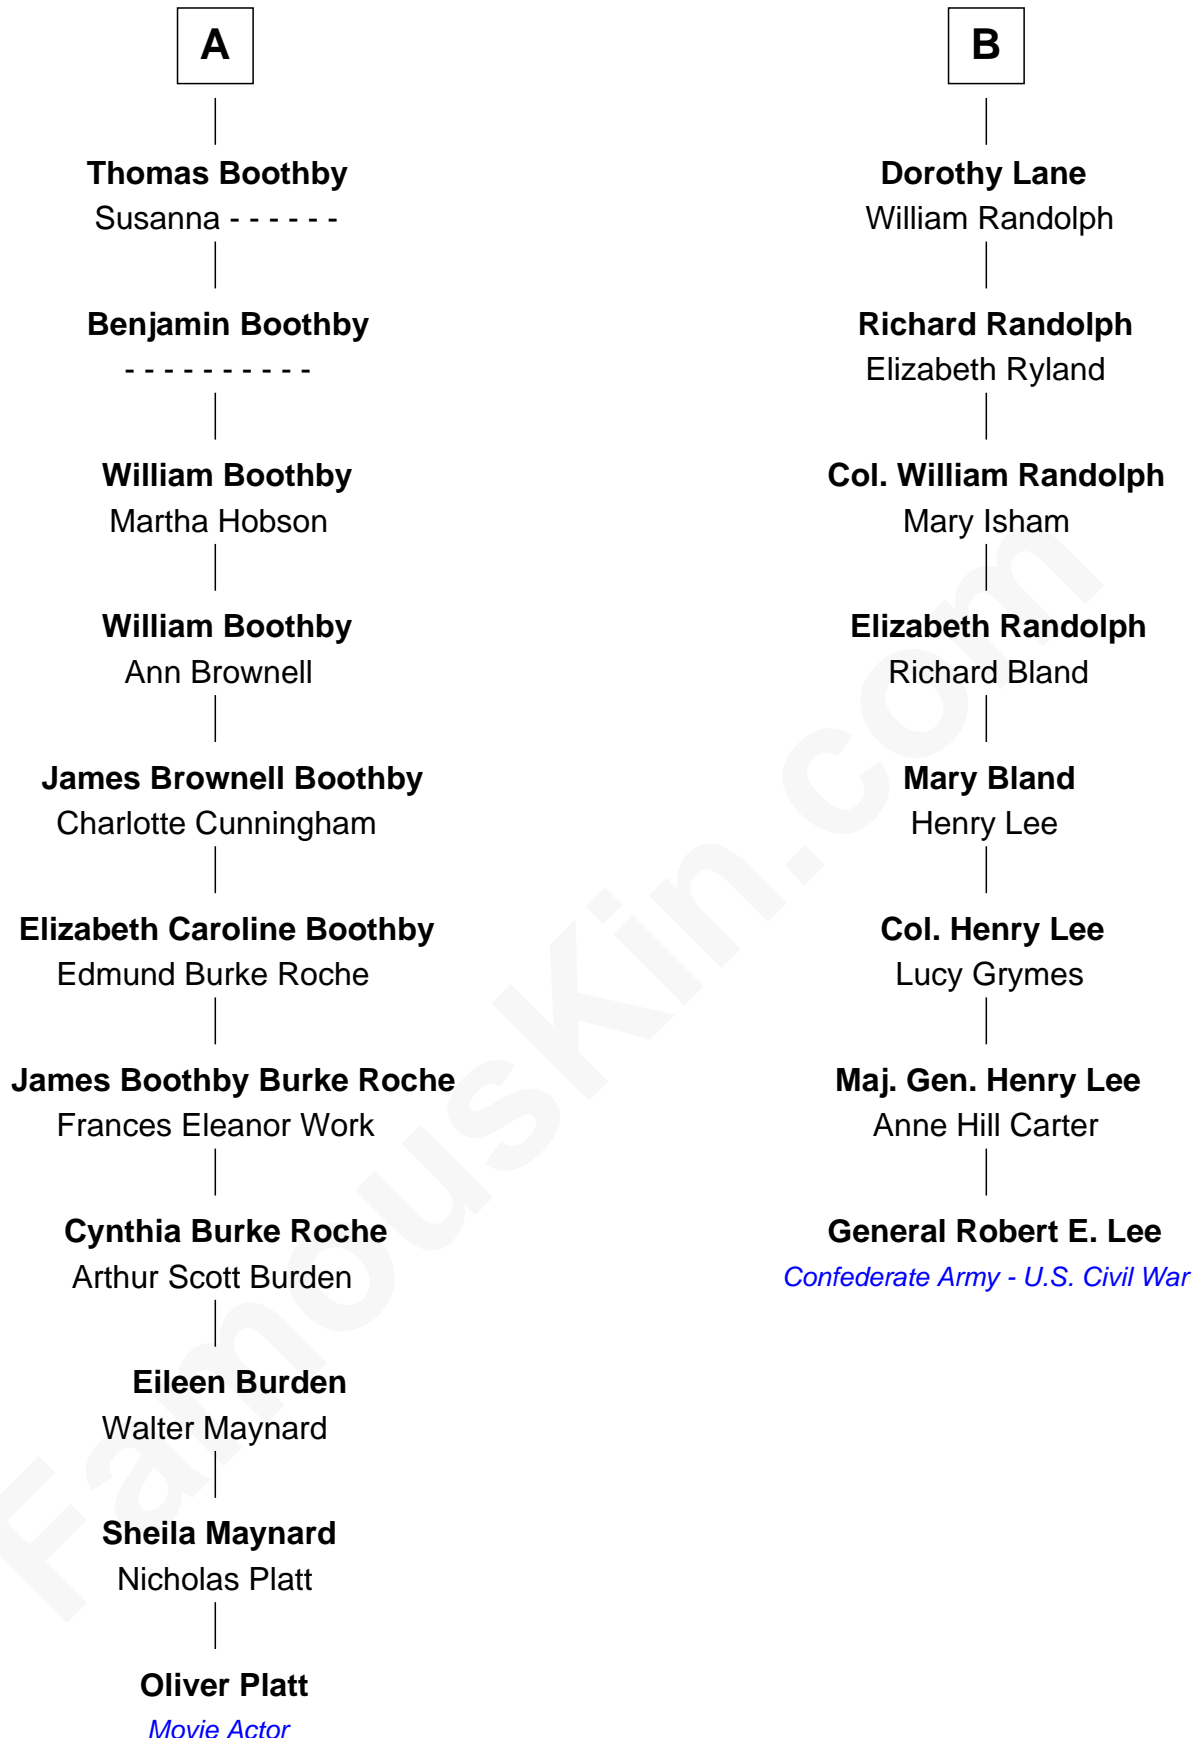 A
Thomas Boothby
Susanna - - - - - -
Benjamin Boothby
- - - - - - - - - -
William Boothby
Martha Hobson
William Boothby
Ann Brownell
James Brownell Boothby
Charlotte Cunningham
Elizabeth Caroline Boothby
Edmund Burke Roche
James Boothby Burke Roche
Frances Eleanor Work
Cynthia Burke Roche
Arthur Scott Burden
Eileen Burden
Walter Maynard
Sheila Maynard
Nicholas Platt
Oliver Platt
Movie Actor
B
Dorothy Lane
William Randolph
Richard Randolph
Elizabeth Ryland
Col. William Randolph
Mary Isham
Elizabeth Randolph
Richard Bland
Mary Bland
Henry Lee
Col. Henry Lee
Lucy Grymes
Maj. Gen. Henry Lee
Anne Hill Carter
General Robert E. Lee
Confederate Army - U.S. Civil War
FamousKin.com